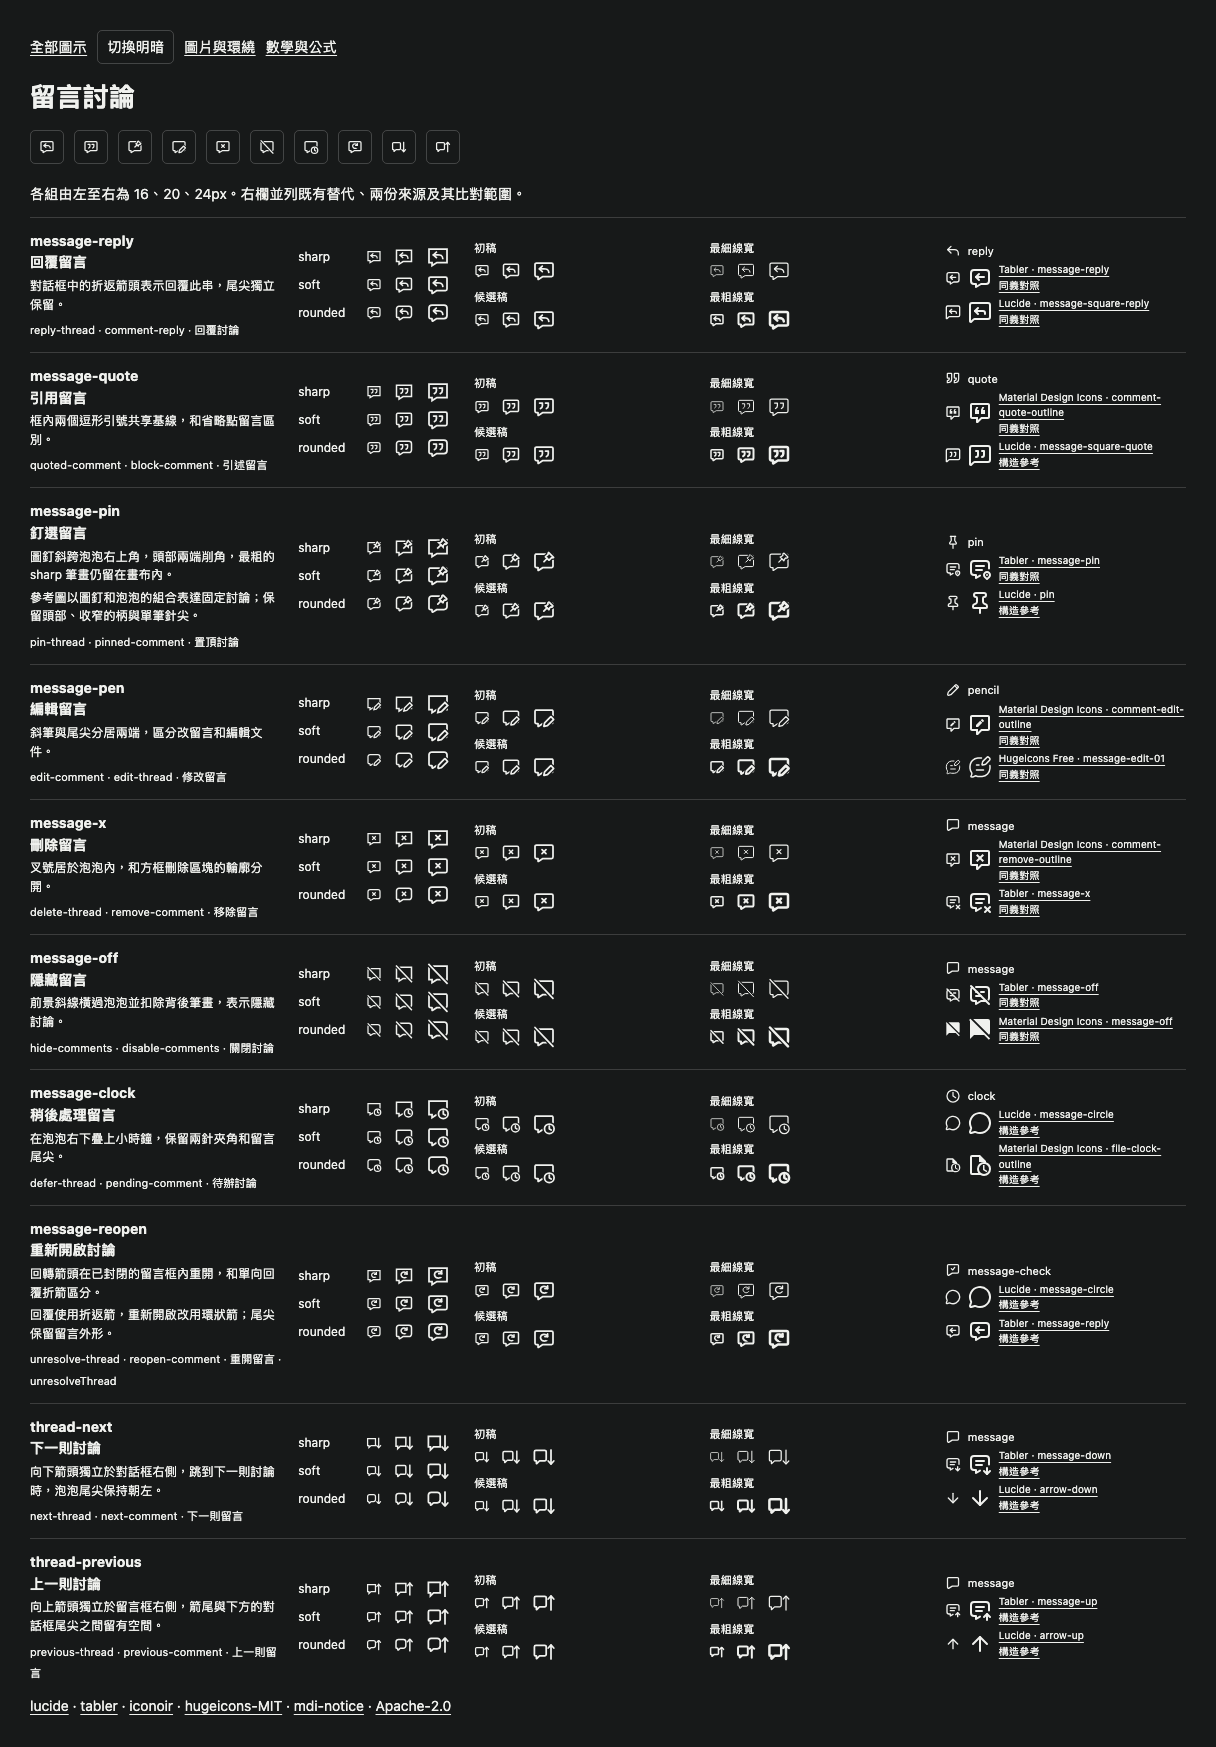 全部圖示 切換明暗 圖片與環繞 數學與公式
留言討論
各組由左至右為 16、20、24px。右欄並列既有替代、兩份來源及其比對範圍。
message-reply
回覆留言
對話框中的折返箭頭表示回覆此串，尾尖獨立
保留。
reply-thread · comment-reply · 回覆討論
sharp
soft
rounded
初稿
候選稿
最細線寬
最粗線寬
reply
Tabler · message-reply
同義對照
Lucide · message-square-reply
同義對照
message-quote
引用留言
框內兩個逗形引號共享基線，和省略點留言區
別。
quoted-comment · block-comment · 引述留言
sharp
soft
rounded
初稿
候選稿
最細線寬
最粗線寬
quote
Material Design Icons · comment-
quote-outline
同義對照
Lucide · message-square-quote
構造參考
message-pin
釘選留言
圖釘斜跨泡泡右上角，頭部兩端削角，最粗的
sharp 筆畫仍留在畫布內。
參考圖以圖釘和泡泡的組合表達固定討論；保
留頭部、收窄的柄與單筆針尖。
pin-thread · pinned-comment · 置頂討論
sharp
soft
rounded
初稿
候選稿
最細線寬
最粗線寬
pin
Tabler · message-pin
同義對照
Lucide · pin
構造參考
message-pen
編輯留言
斜筆與尾尖分居兩端，區分改留言和編輯文
件。
edit-comment · edit-thread · 修改留言
sharp
soft
rounded
初稿
候選稿
最細線寬
最粗線寬
pencil
Material Design Icons · comment-edit-
outline
同義對照
Hugeicons Free · message-edit-01
同義對照
message-x
刪除留言
叉號居於泡泡內，和方框刪除區塊的輪廓分
開。
delete-thread · remove-comment · 移除留言
sharp
soft
rounded
初稿
候選稿
最細線寬
最粗線寬
message
Material Design Icons · comment-
remove-outline
同義對照
Tabler · message-x
同義對照
message-off
隱藏留言
前景斜線橫過泡泡並扣除背後筆畫，表示隱藏
討論。
hide-comments · disable-comments · 關閉討論
sharp
soft
rounded
初稿
候選稿
最細線寬
最粗線寬
message
Tabler · message-off
同義對照
Material Design Icons · message-off
同義對照
message-clock
稍後處理留言
在泡泡右下疊上小時鐘，保留兩針夾角和留言
尾尖。
defer-thread · pending-comment · 待辦討論
sharp
soft
rounded
初稿
候選稿
最細線寬
最粗線寬
clock
Lucide · message-circle
構造參考
Material Design Icons · file-clock-
outline
構造參考
message-reopen
重新開啟討論
回轉箭頭在已封閉的留言框內重開，和單向回
覆折箭區分。
回覆使用折返箭，重新開啟改用環狀箭；尾尖
保留留言外形。
unresolve-thread · reopen-comment · 重開留言 ·
unresolveThread
sharp
soft
rounded
初稿
候選稿
最細線寬
最粗線寬
message-check
Lucide · message-circle
構造參考
Tabler · message-reply
構造參考
thread-next
下一則討論
向下箭頭獨立於對話框右側，跳到下一則討論
時，泡泡尾尖保持朝左。
next-thread · next-comment · 下一則留言
sharp
soft
rounded
初稿
候選稿
最細線寬
最粗線寬
message
Tabler · message-down
構造參考
Lucide · arrow-down
構造參考
thread-previous
上一則討論
向上箭頭獨立於留言框右側，箭尾與下方的對
話框尾尖之間留有空間。
previous-thread · previous-comment · 上一則留
言
sharp
soft
rounded
初稿
候選稿
最細線寬
最粗線寬
message
Tabler · message-up
構造參考
Lucide · arrow-up
構造參考
lucide · tabler · iconoir · hugeicons-MIT · mdi-notice · Apache-2.0